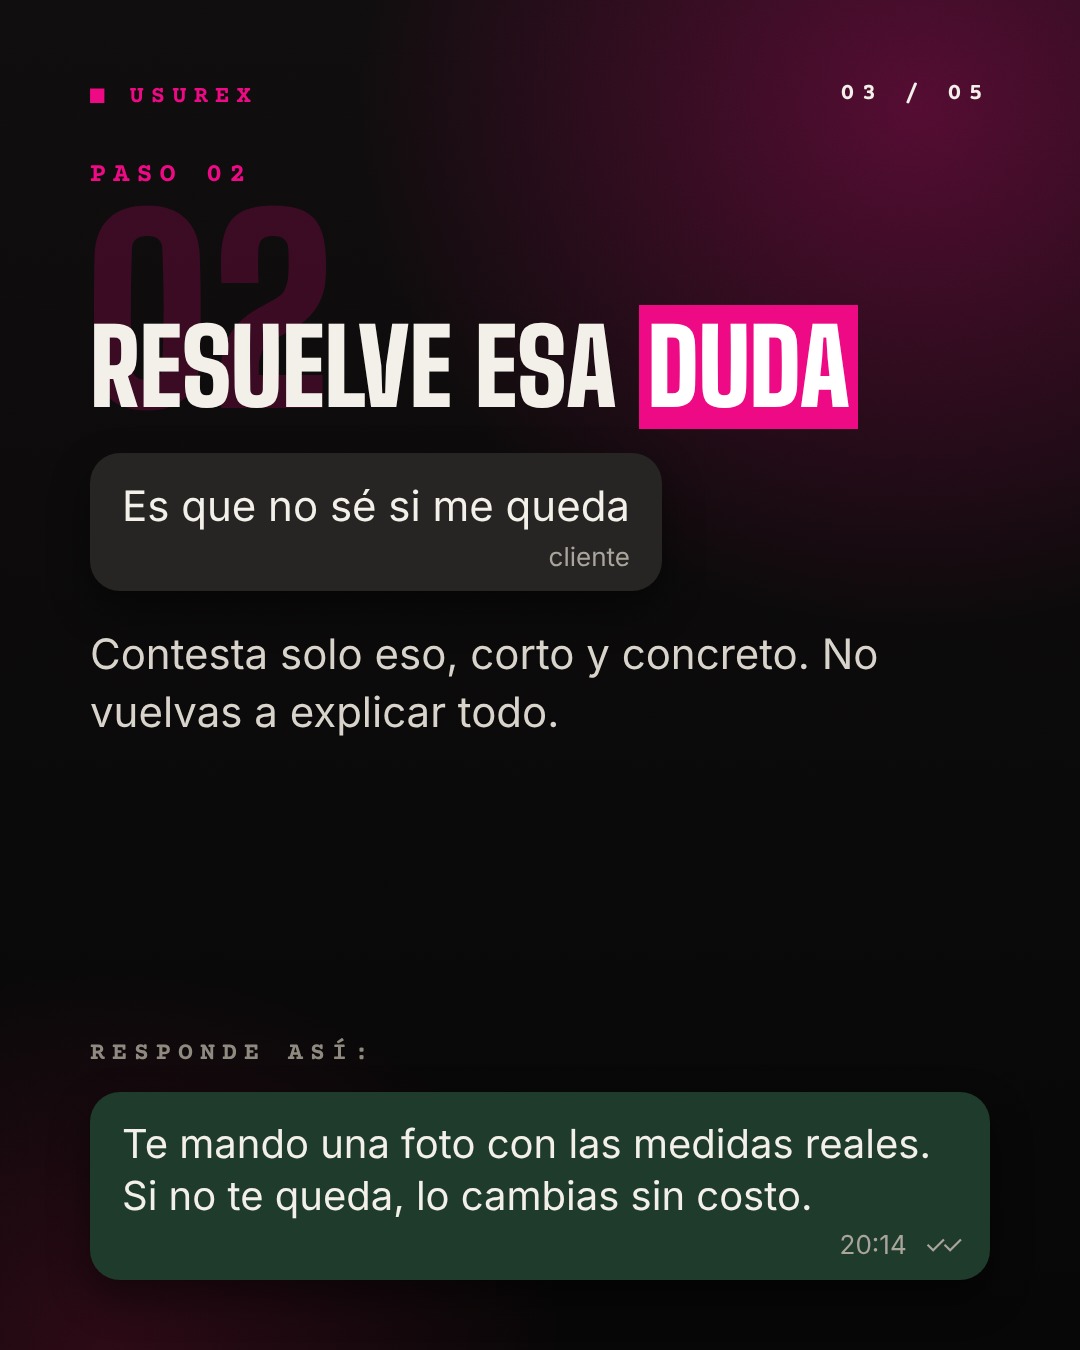 USUREX
03 / 05
PASO 02
02
RESUELVE ESA DUDA
Es que no sé si me queda
cliente
Contesta solo eso, corto y concreto. No
vuelvas a explicar todo.
RESPONDE ASÍ:
Te mando una foto con las medidas reales.
Si no te queda, lo cambias sin costo.
20:14